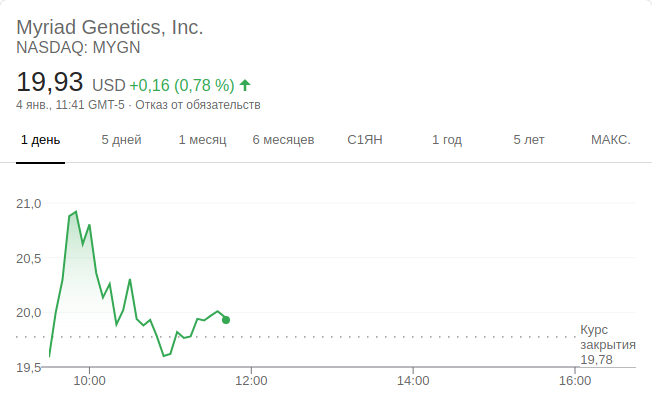 Myriad Genetics, Inc.
NASDAQ: MYGN
19,93 USD +0,16 (0,78 %)
4 янв., 11:41 GMT-5 · Отказ от обязательств
1 день 5 дней 1 месяц 6 месяцев С1ЯН 1 год 5 лет МАКС.
21,0
20,5
20,0
19,5
Курс
закрытия
19,78
10:00 12:00 14:00 16:00